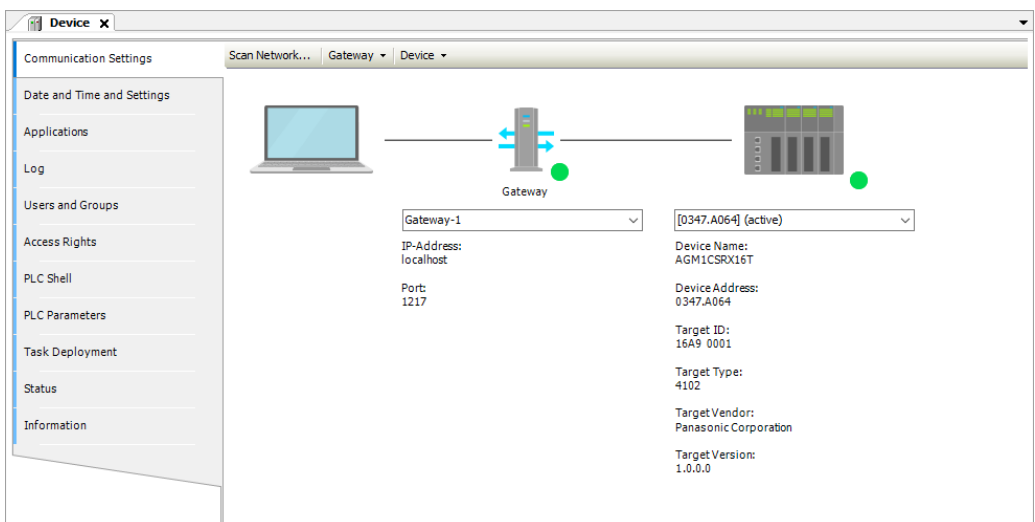 Device
Communication Settings
Date and Time and Settings
Applications
Log
Users and Groups
Access Rights
PLC Shell
PLC Parameters
Task Deployment
Status
Information
Scan Network... Gateway Device
Gateway
Gateway-1
IP-Address:
localhost
Port:
1217
[0347.A064] (active)
Device Name:
AGM1CSRX16T
Device Address:
0347.A064
Target ID:
16A9 0001
Target Type:
4102
Target Vendor:
Panasonic Corporation
Target Version:
1.0.0.0